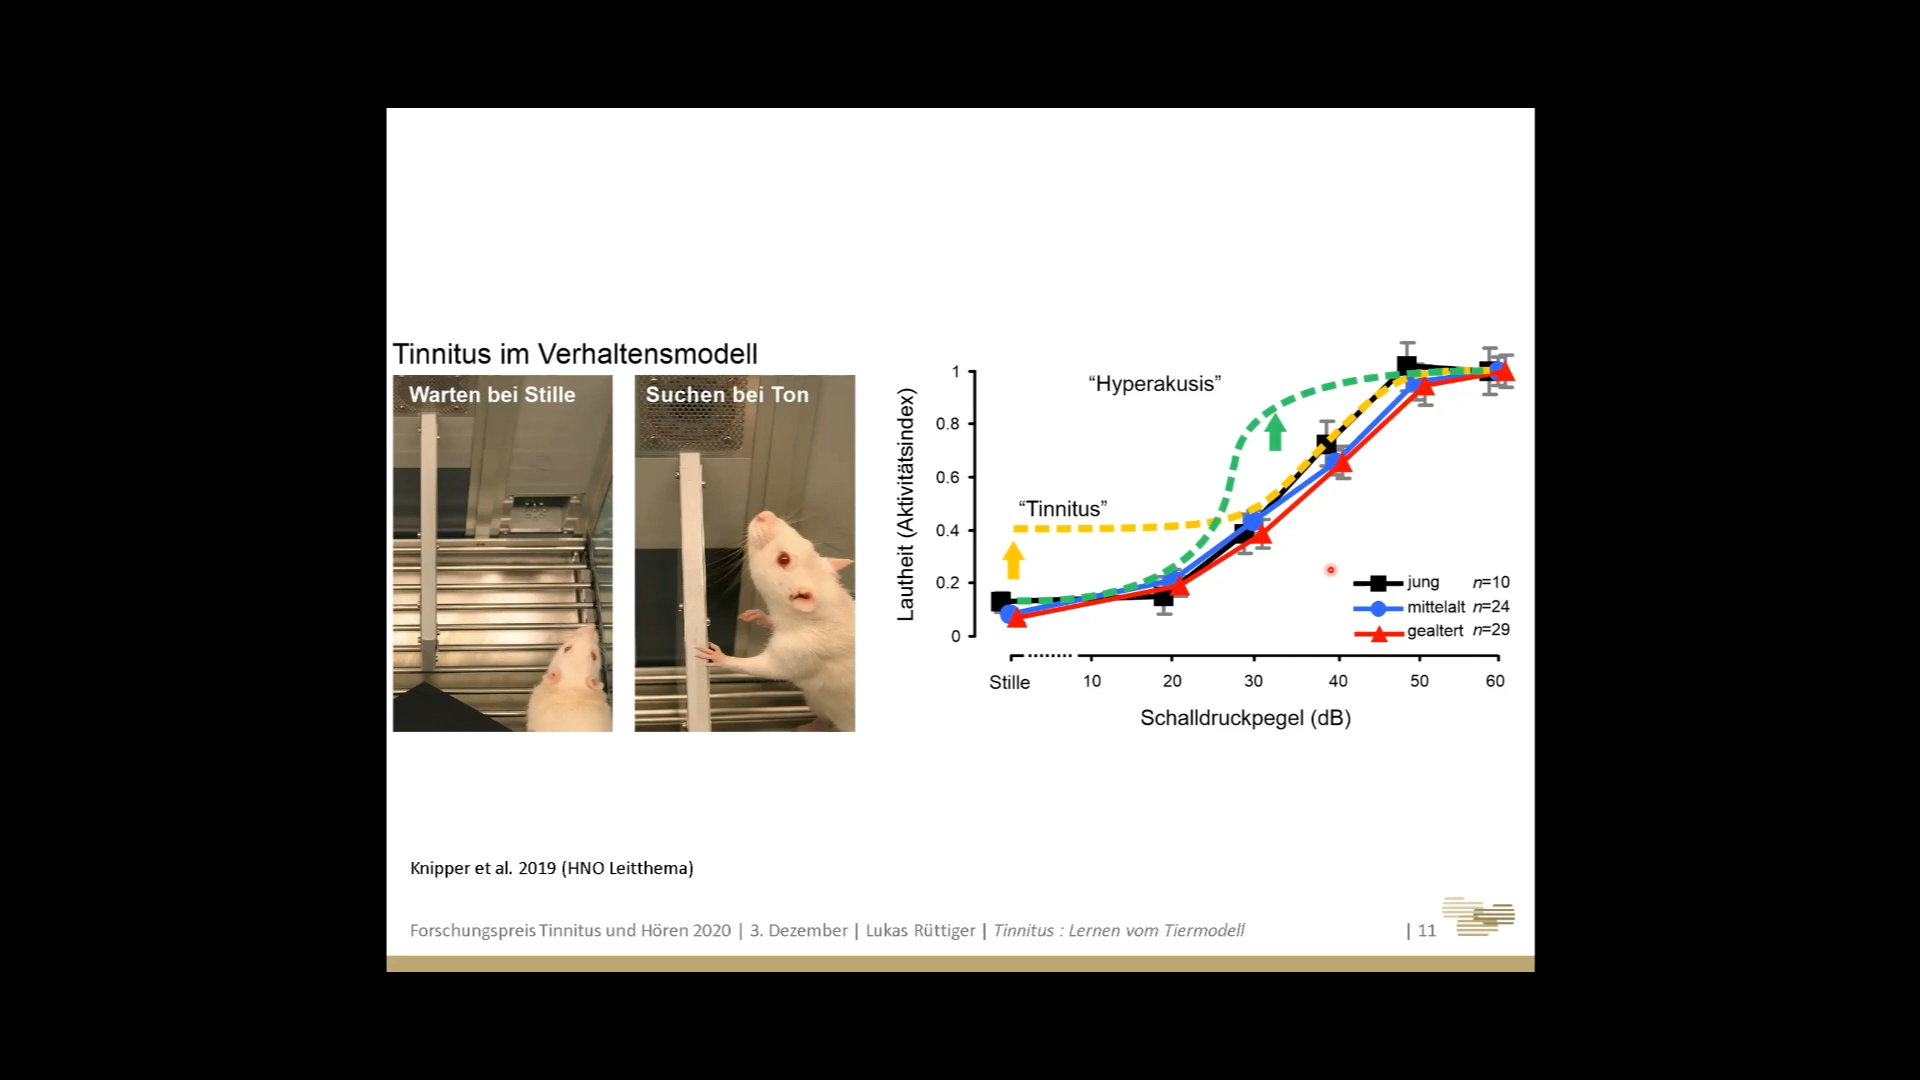 Tinnitus im Verhaltensmodell
Warten bei Stille
Suchen bei Ton
Lautheit (Aktivitätsindex)
1
0.8
0.6
0.4
0.2
0
“Hyperakusis”
“Tinnitus”
jung n=10
mittelalt n=24
gealtert n=29
Stille 10 20 30 40 50 60
Schalldruckpegel (dB)
Knipper et al. 2019 (HNO Leitthema)
Forschungspreis Tinnitus und Hören 2020 | 3. Dezember | Lukas Rüttiger | Tinnitus : Lernen vom Tiermodell | 11